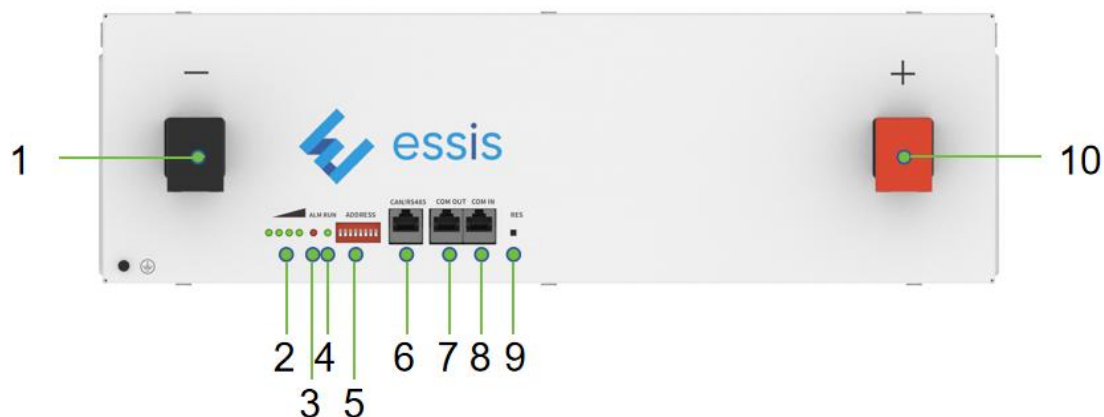 − +
essis
1 10
ALM RUN ADDRESS CAN/RS485 COM OUT COM IN RES
2 4 6 7 8 9
3 5